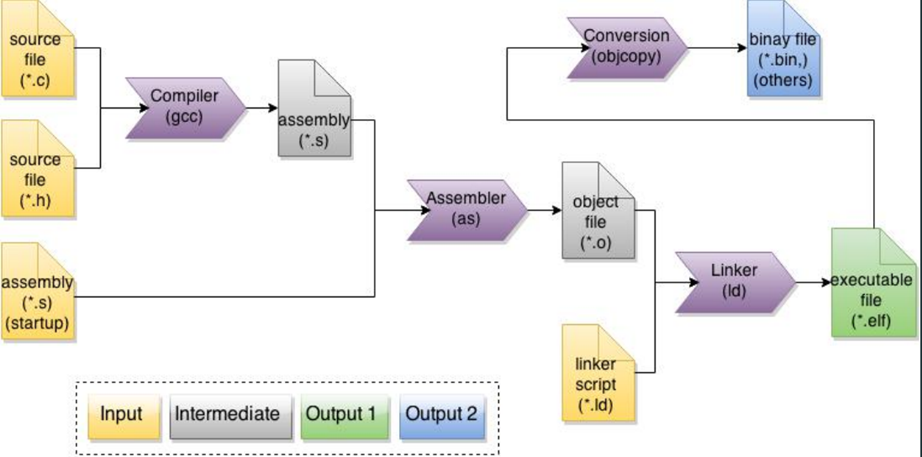 source
file
(*.c)
source
file
(*.h)
assembly
(*.s)
(startup)
Compiler
(gcc)
assembly
(*.s)
Assembler
(as)
object
file
(*.o)
linker
script
(*.ld)
Linker
(ld)
executable
file
(*.elf)
Conversion
(objcopy)
binay file
(*.bin,)
(others)
Input
Intermediate
Output 1
Output 2